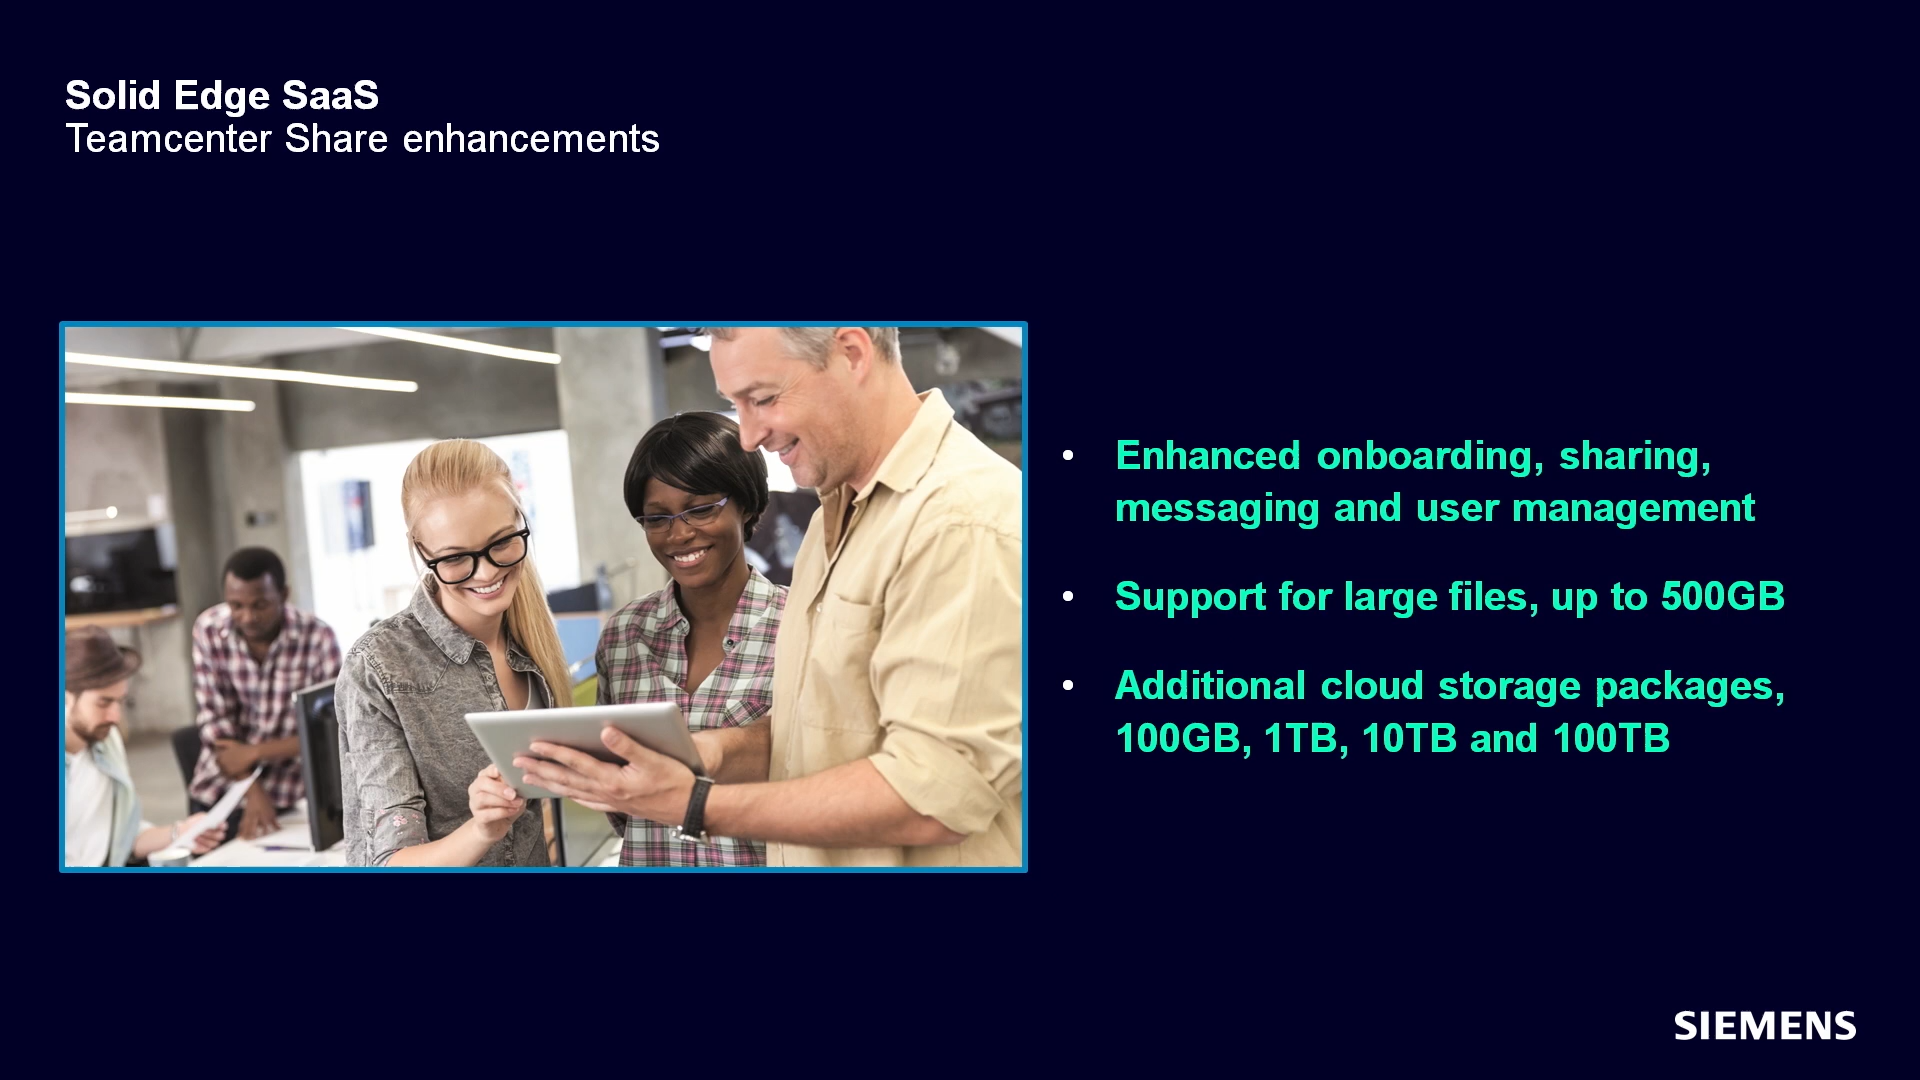 Solid Edge SaaS
Teamcenter Share enhancements
• Enhanced onboarding, sharing,
messaging and user management
• Support for large files, up to 500GB
• Additional cloud storage packages,
100GB, 1TB, 10TB and 100TB
SIEMENS